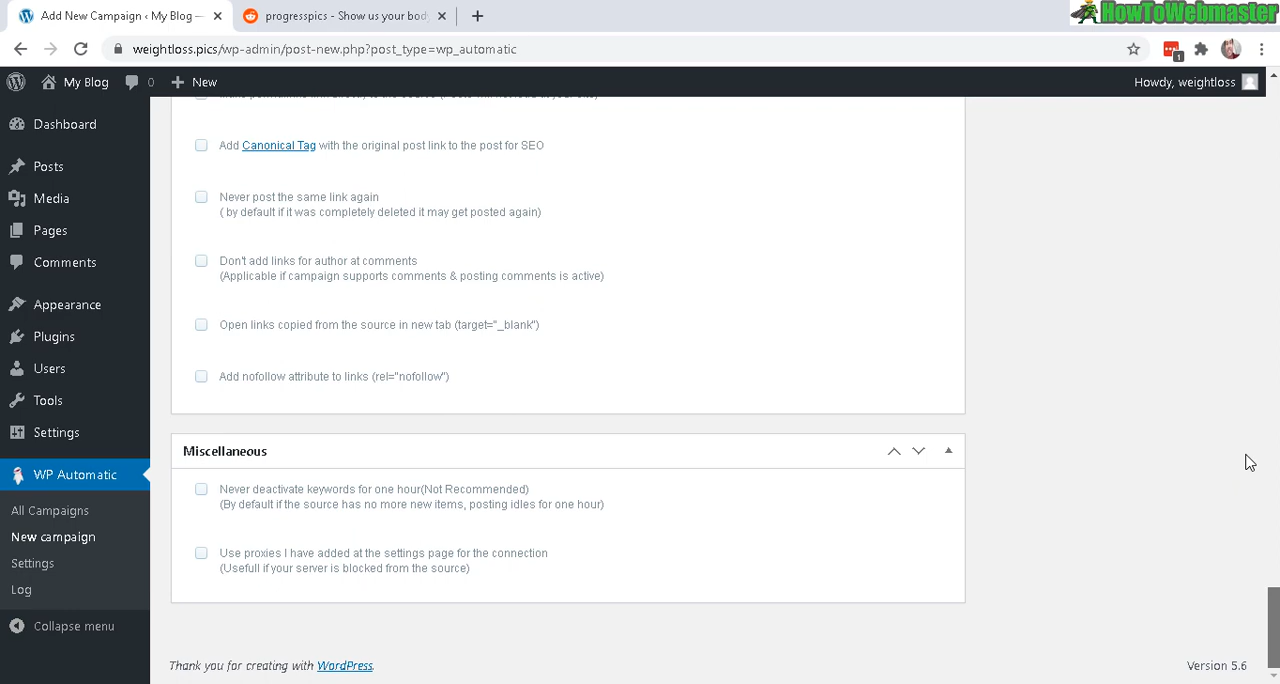 Add New Campaign ‹ My Blog —
progresspics - Show us your body
HowToWebmaster
weightloss.pics/wp-admin/post-new.php?post_type=wp_automatic
1
My Blog
0
New
Howdy, weightloss
Dashboard
Posts
Media
Pages
Comments
Appearance
Plugins
Users
Tools
Settings
WP Automatic
All Campaigns
New campaign
Settings
Log
Collapse menu
Add Canonical Tag with the original post link to the post for SEO
Never post the same link again
( by default if it was completely deleted it may get posted again)
Don't add links for author at comments
(Applicable if campaign supports comments & posting comments is active)
Open links copied from the source in new tab (target="_blank")
Add nofollow attribute to links (rel="nofollow")
Miscellaneous
Never deactivate keywords for one hour(Not Recommended)
(By default if the source has no more new items, posting idles for one hour)
Use proxies I have added at the settings page for the connection
(Usefull if your server is blocked from the source)
Thank you for creating with WordPress.
Version 5.6